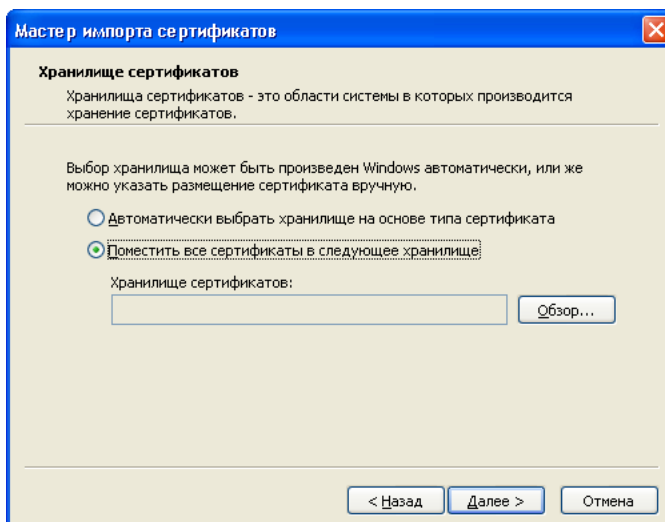 Мастер импорта сертификатов
Хранилище сертификатов
Хранилища сертификатов - это области системы в которых производится
хранение сертификатов.
Выбор хранилища может быть произведен Windows автоматически, или же
можно указать размещение сертификата вручную.
Автоматически выбрать хранилище на основе типа сертификата
Поместить все сертификаты в следующее хранилище
Хранилище сертификатов:
Обзор...
< Назад Далее > Отмена